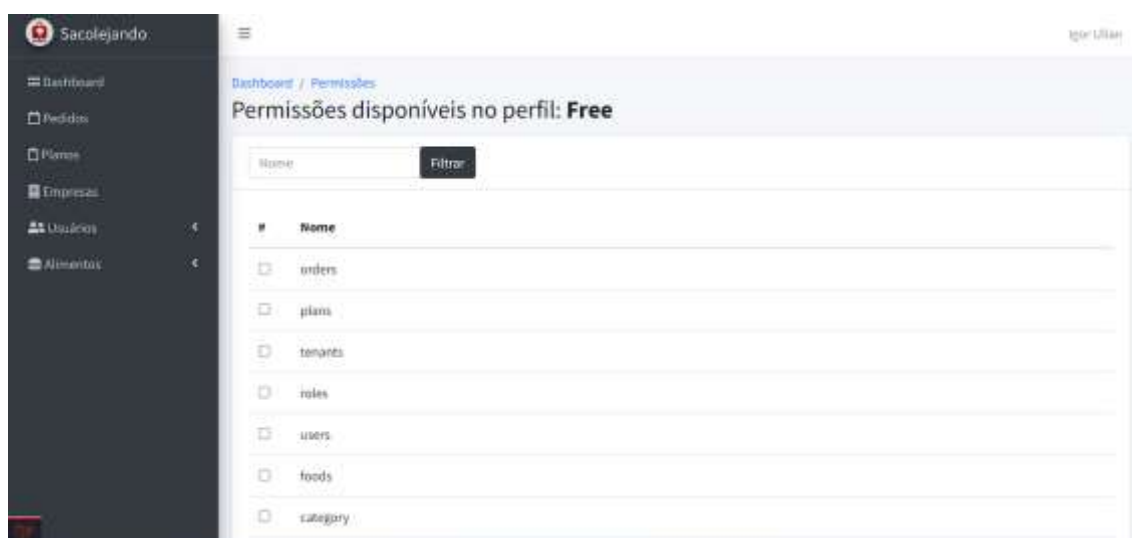 Sacolejando
Igor Ulian
Dashboard
Pedidos
Planos
Empresas
Usuários
Alimentos
Dashboard / Permissões
Permissões disponíveis no perfil: Free
Nome
Filtrar
# Nome
orders
plans
tenants
roles
users
foods
category